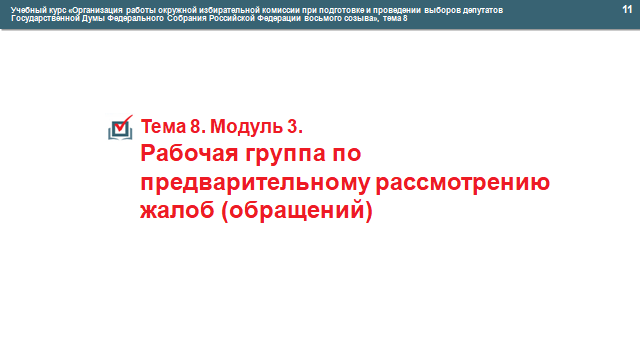 Учебный курс «Организация работы окружной избирательной комиссии при подготовке и проведении выборов депутатов
Государственной Думы Федерального Собрания Российской Федерации восьмого созыва», тема 8
11
Тема 8. Модуль 3.
Рабочая группа по
предварительному рассмотрению
жалоб (обращений)